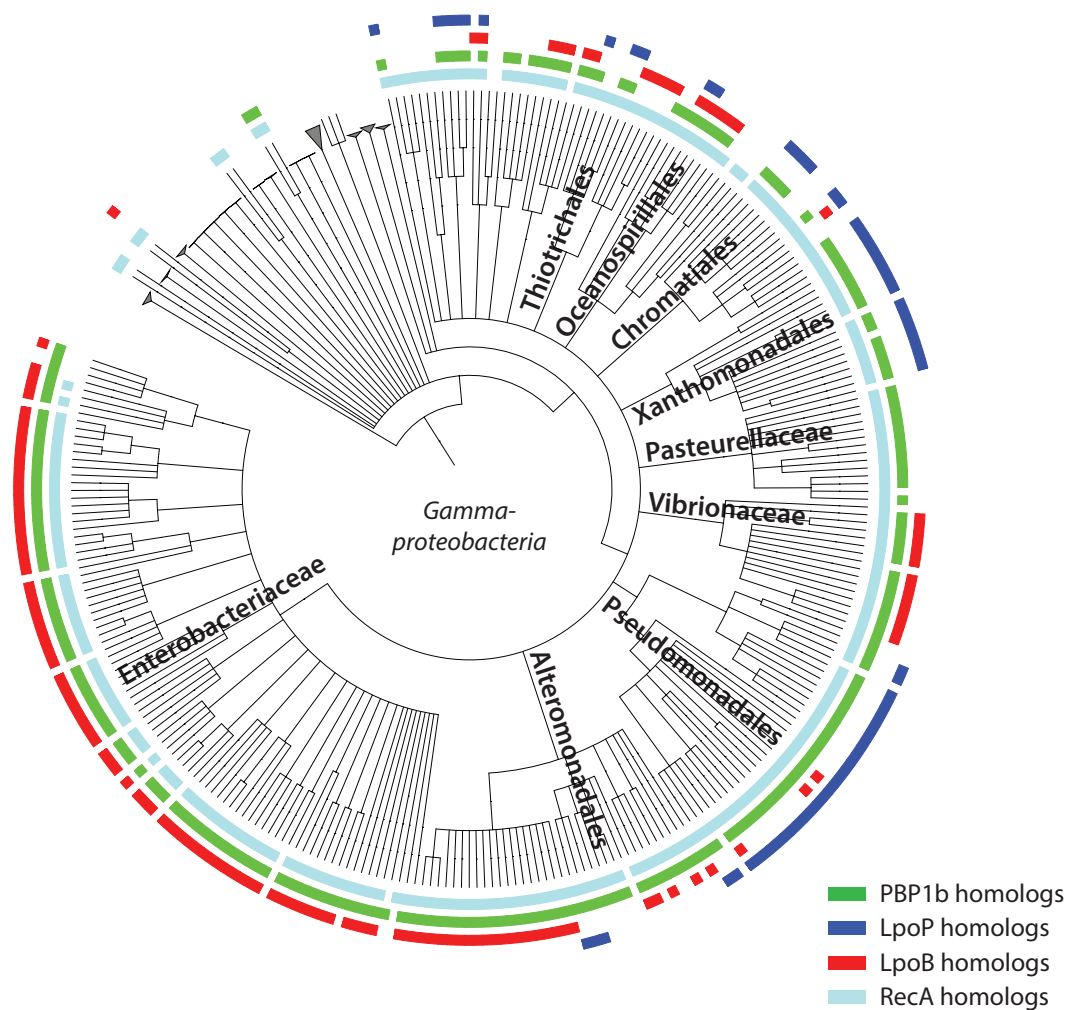 Thiotrichales
Oceanospirillales
Chromatiales
Xanthomonadales
Pasteurellaceae
Vibrionaceae
Gamma-
proteobacteria
Enterobacteriaceae
Pseudomonadales
Alteromonadales
PBP1b homologs
LpoP homologs
LpoB homologs
RecA homologs